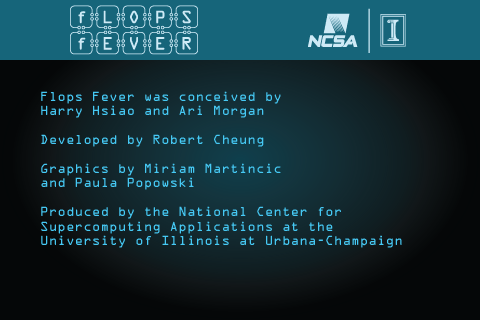 fLOPS
fEVER
NCSA
I
Flops Fever was conceived by
Harry Hsiao and Ari Morgan
Developed by Robert Cheung
Graphics by Miriam Martincic
and Paula Popowski
Produced by the National Center for
Supercomputing Applications at the
University of Illinois at Urbana-Champaign